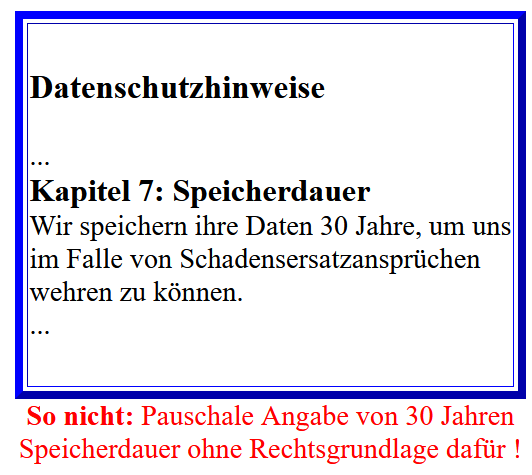 Datenschutzhinweise
...
Kapitel 7: Speicherdauer
Wir speichern ihre Daten 30 Jahre, um uns
im Falle von Schadensersatzansprüchen
wehren zu können.
...
So nicht: Pauschale Angabe von 30 Jahren
Speicherdauer ohne Rechtsgrundlage dafür !